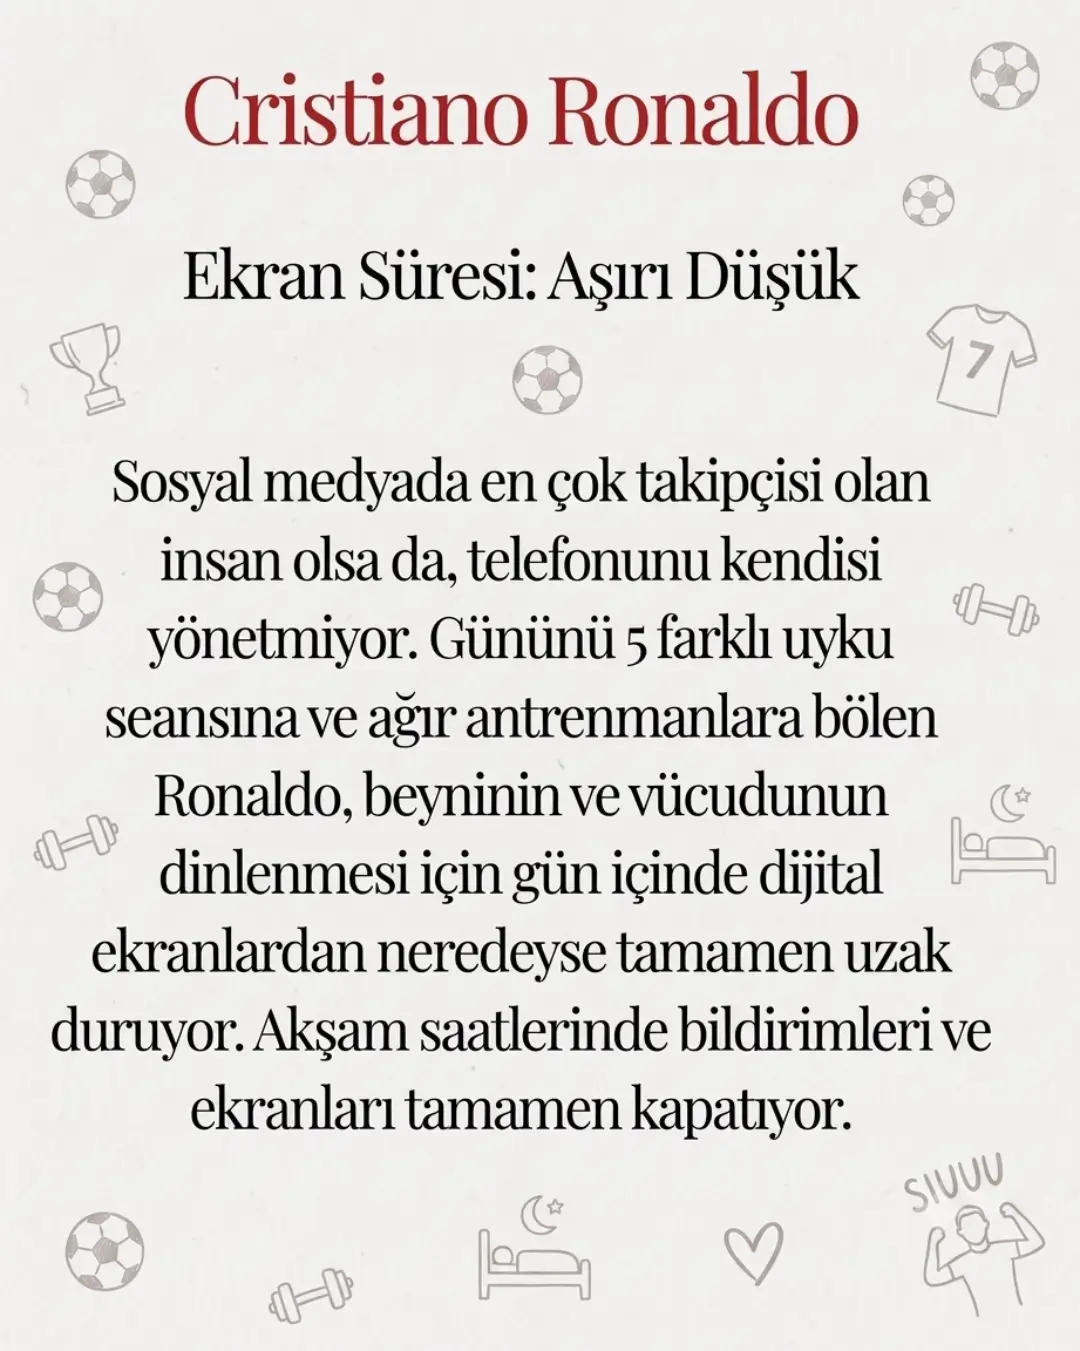 Cristiano Ronaldo
Ekran Süresi: Aşırı Düşük
7
Sosyal medyada en çok takipçisi olan
insan olsa da, telefonunu kendisi
yönetmiyor. Gününü 5 farklı uyku
seansına ve ağır antrenmanlara bölen
Ronaldo, beyninin ve vücudunun
dinlenmesi için gün içinde dijital
ekranlardan neredeyse tamamen uzak
duruyor. Akşam saatlerinde bildirimleri ve
ekranları tamamen kapatıyor.
SIUUU